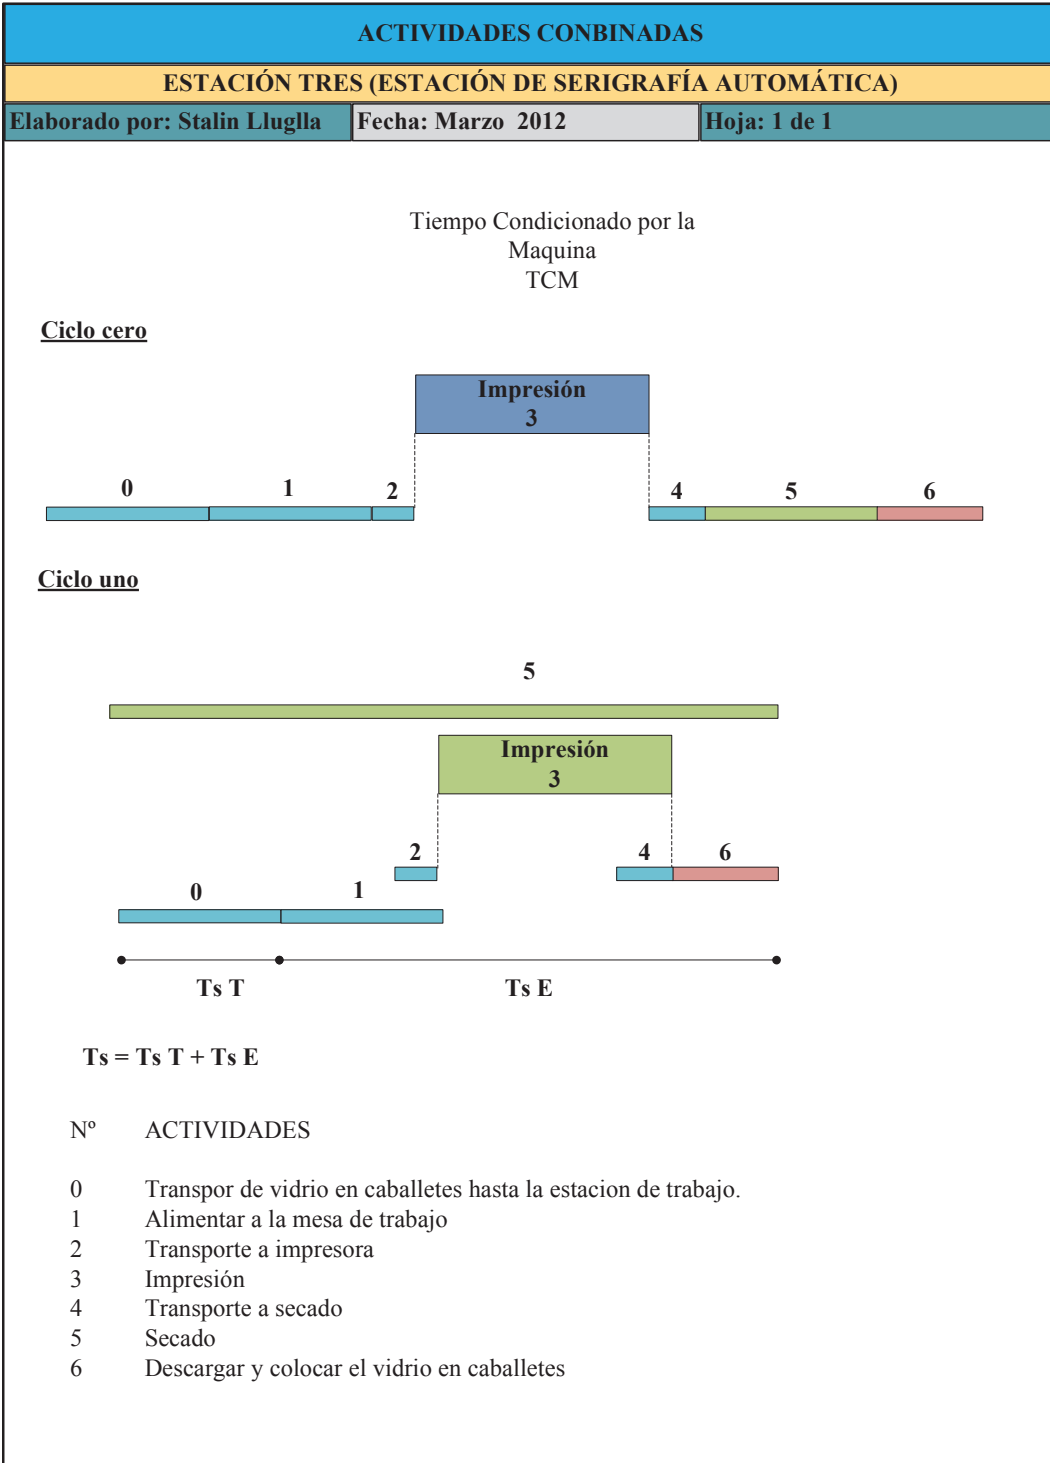 ACTIVIDADES CONBINADAS
ESTACIÓN TRES (ESTACIÓN DE SERIGRAFÍA AUTOMÁTICA)
Elaborado por: Stalin Lluglla Fecha: Marzo 2012 Hoja: 1 de 1
Tiempo Condicionado por la
Maquina
TCM
Ciclo cero
Impresión
3
0 1 2 4 5 6
Ciclo uno
5
Impresión
3
2 4 6
0 1
Ts T Ts E
Ts = Ts T + Ts E
Nº ACTIVIDADES
0 Transpor de vidrio en caballetes hasta la estacion de trabajo.
1 Alimentar a la mesa de trabajo
2 Transporte a impresora
3 Impresión
4 Transporte a secado
5 Secado
6 Descargar y colocar el vidrio en caballetes